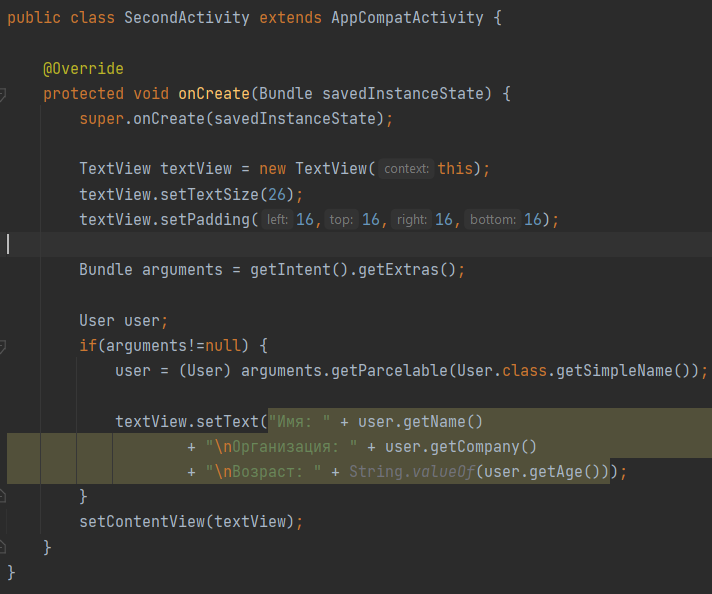 public class SecondActivity extends AppCompatActivity {
@Override
protected void onCreate(Bundle savedInstanceState) {
super.onCreate(savedInstanceState);
TextView textView = new TextView( context: this);
textView.setTextSize(26);
textView.setPadding( left: 16, top: 16, right: 16, bottom: 16);
Bundle arguments = getIntent().getExtras();
User user;
if(arguments!=null) {
user = (User) arguments.getParcelable(User.class.getSimpleName());
textView.setText("Имя: " + user.getName()
+ "\nОрганизация: " + user.getCompany()
+ "\nВозраст: " + String.valueOf(user.getAge()));
}
setContentView(textView);
}
}